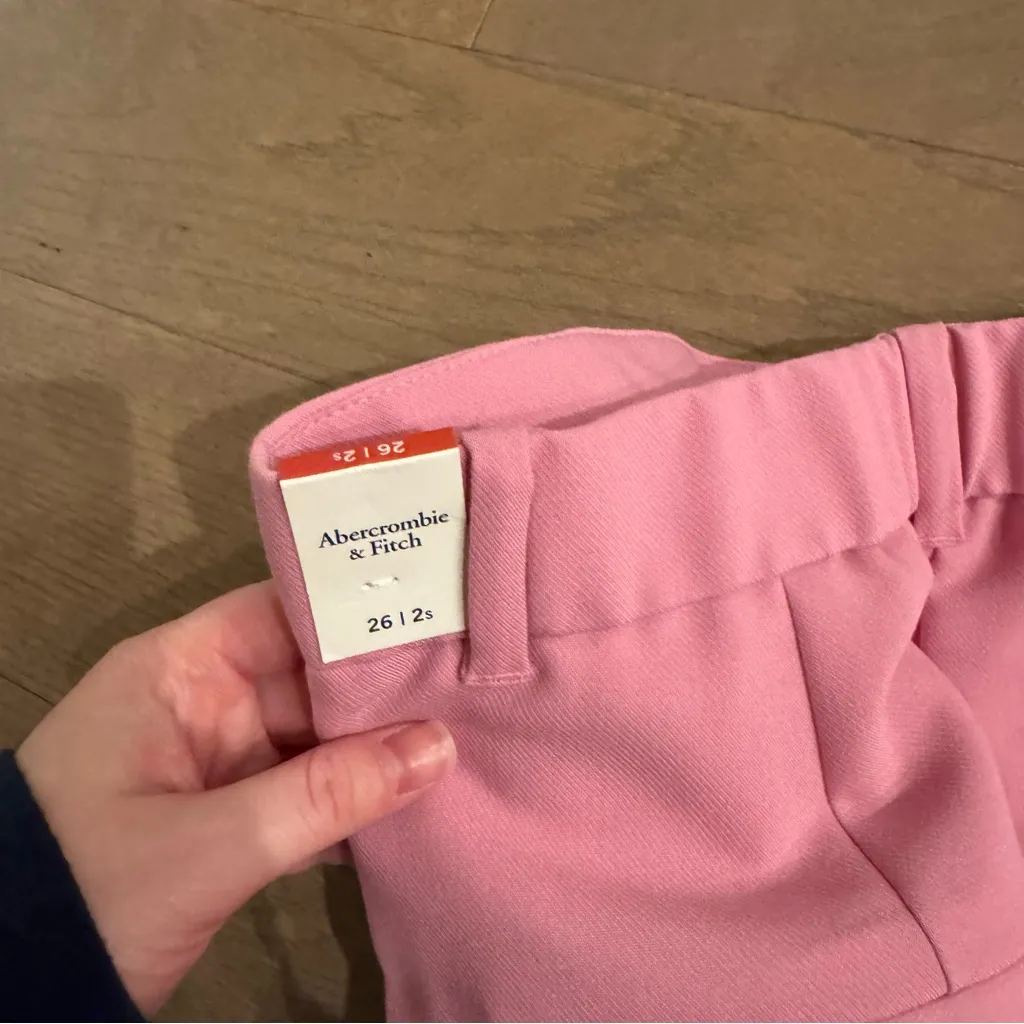 26 | 2s
Abercrombie
& Fitch
26 | 2s